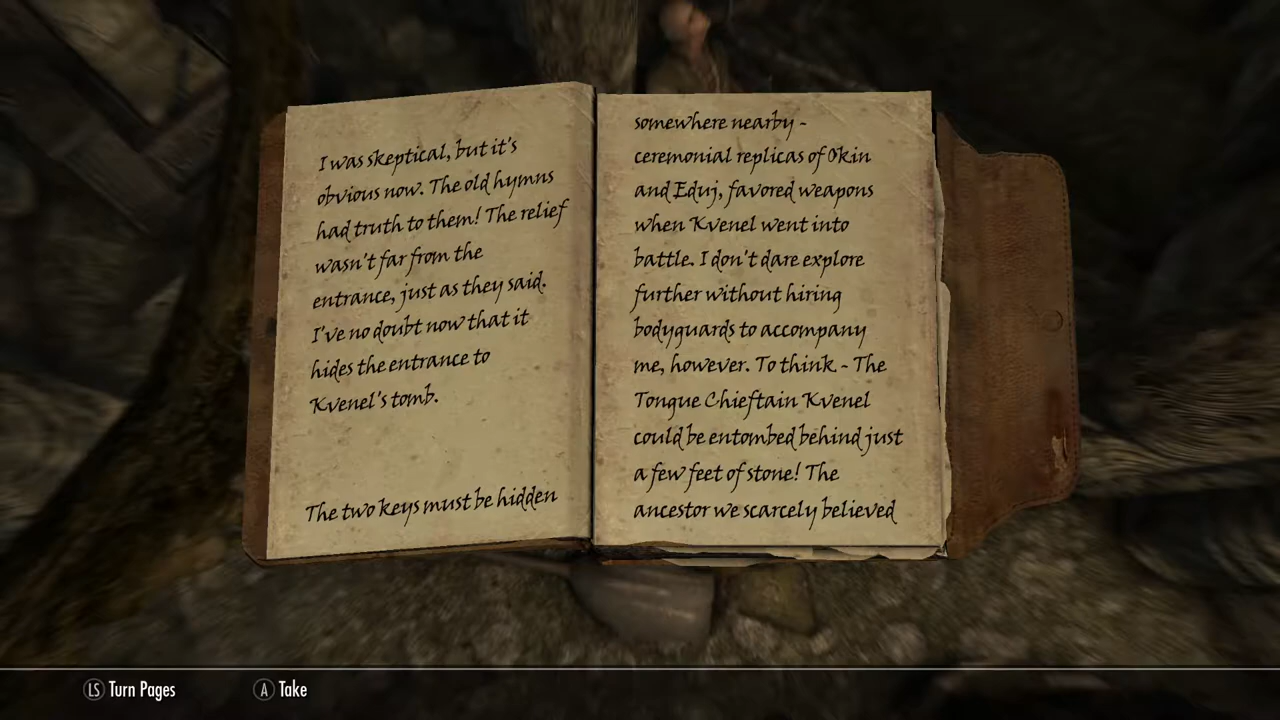 I was skeptical, but it's
obvious now. The old hymns
had truth to them! The relief
wasn't far from the
entrance, just as they said.
I've no doubt now that it
hides the entrance to
Kvenel's tomb.
The two keys must be hidden
somewhere nearby -
ceremonial replicas of Okin
and Eduj, favored weapons
when Kvenel went into
battle. I don't dare explore
further without hiring
bodyguards to accompany
me, however. To think - The
Tongue Chieftain Kvenel
could be entombed behind just
a few feet of stone! The
ancestor we scarcely believed
LS Turn Pages
A Take